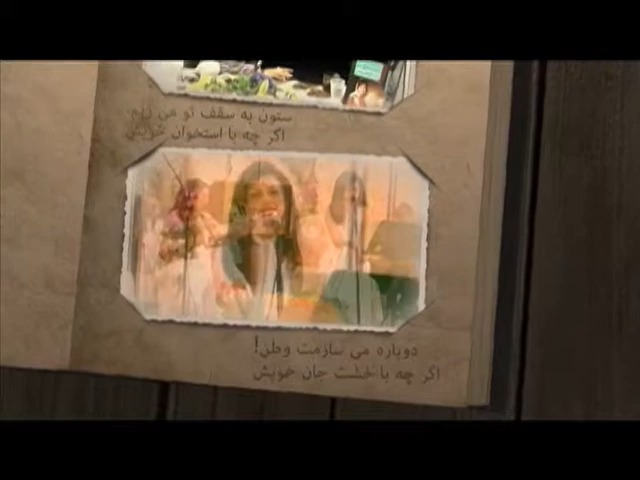 ستون به سقف تو می زنم
اگر چه با استخوان خویش
دوباره می سازمت وطن!
اگر چه با خشت جان خویش